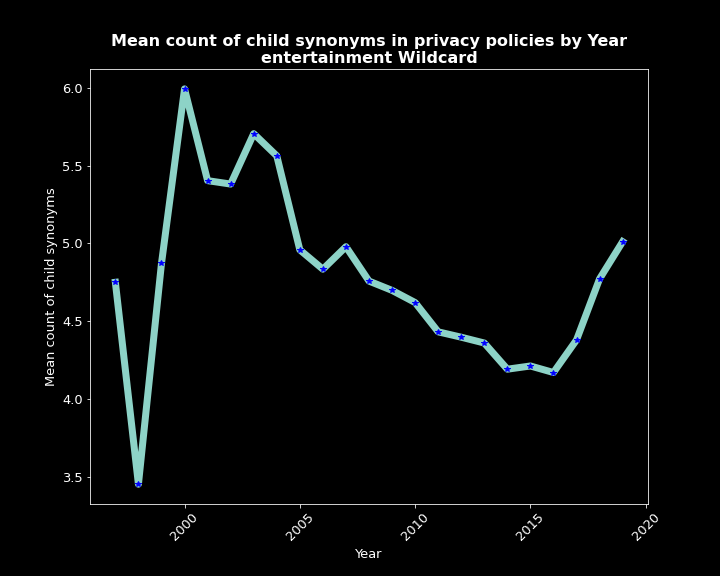 Mean count of child synonyms in privacy policies by Year
entertainment Wildcard
Mean count of child synonyms
6.0
5.5
5.0
4.5
4.0
3.5
2000
2005
2010
2015
2020
Year